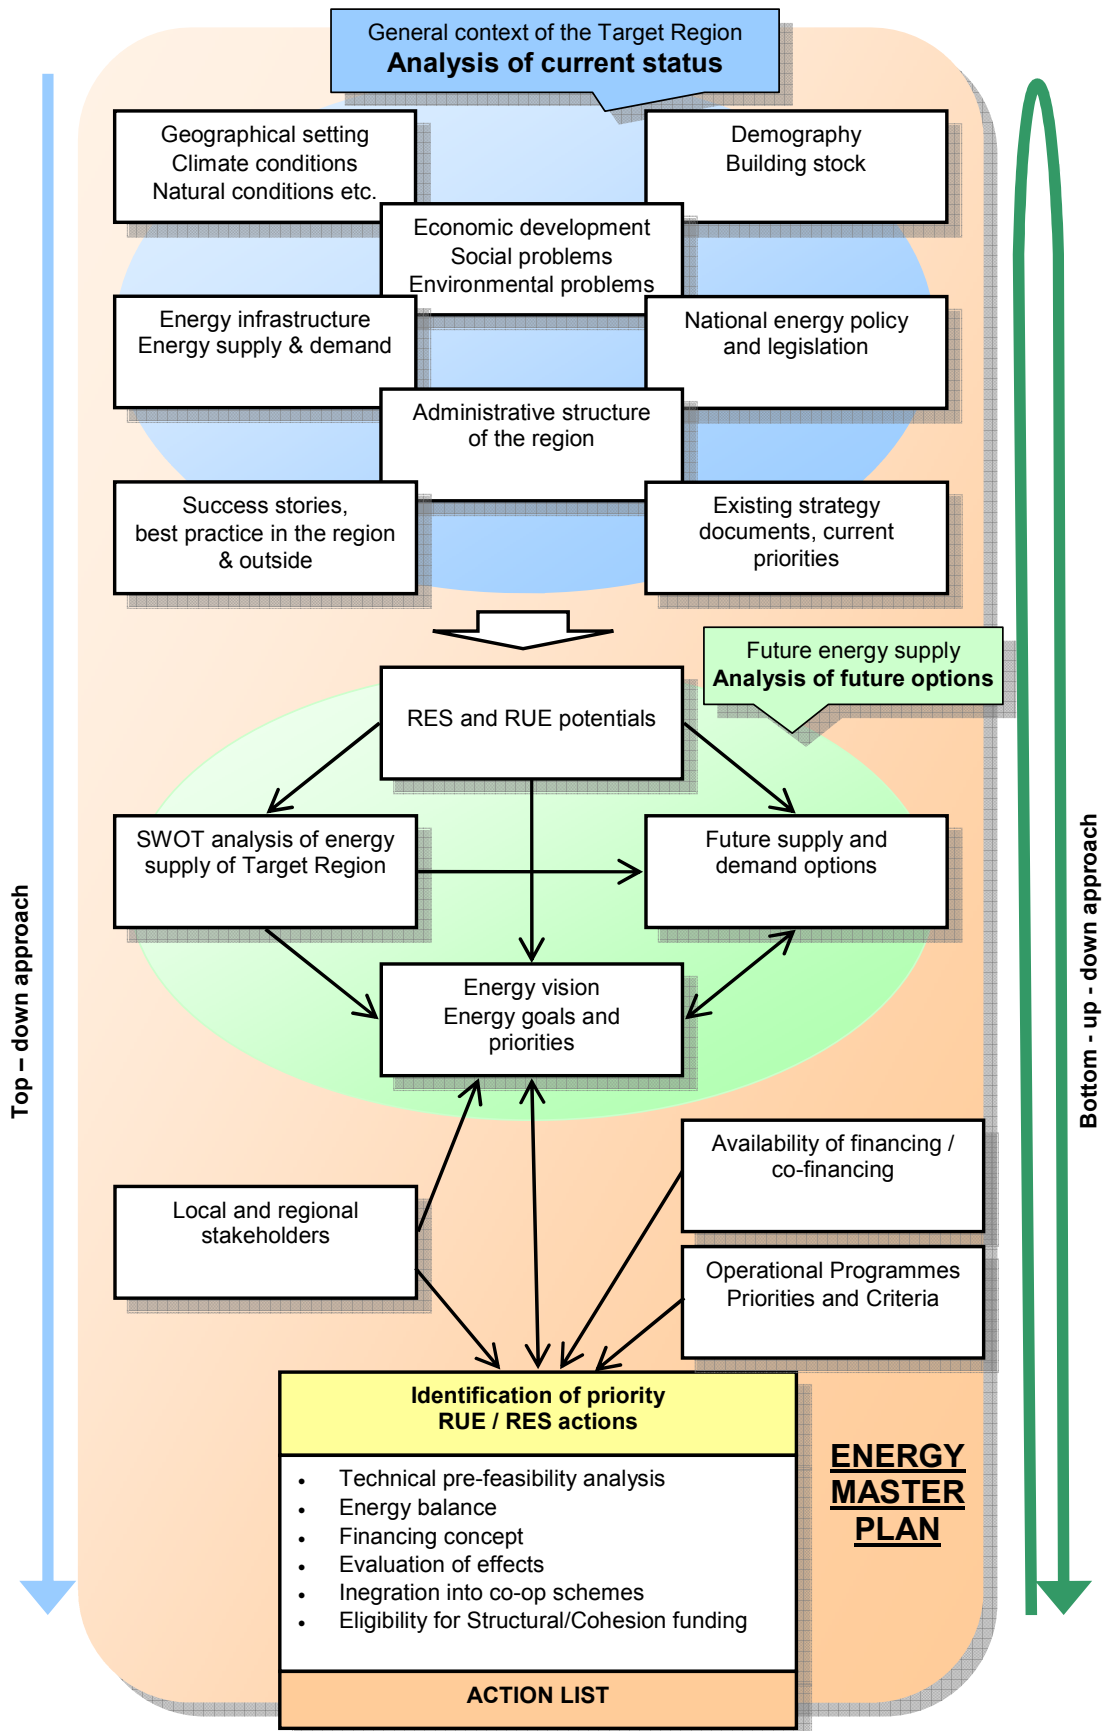 General context of the Target Region
Analysis of current status
Geographical setting
Climate conditions
Natural conditions etc.
Demography
Building stock
Economic development
Social problems
Environmental problems
Energy infrastructure
Energy supply & demand
National energy policy
and legislation
Administrative structure
of the region
Success stories,
best practice in the region
& outside
Existing strategy
documents, current
priorities
Future energy supply
Analysis of future options
RES and RUE potentials
SWOT analysis of energy
supply of Target Region
Future supply and
demand options
Energy vision
Energy goals and
priorities
Top – down approach
Bottom - up - down approach
Availability of financing /
co-financing
Local and regional
stakeholders
Operational Programmes
Priorities and Criteria
Identification of priority
RUE / RES actions
• Technical pre-feasibility analysis
• Energy balance
• Financing concept
• Evaluation of effects
• Inegration into co-op schemes
• Eligibility for Structural/Cohesion funding
ENERGY
MASTER
PLAN
ACTION LIST